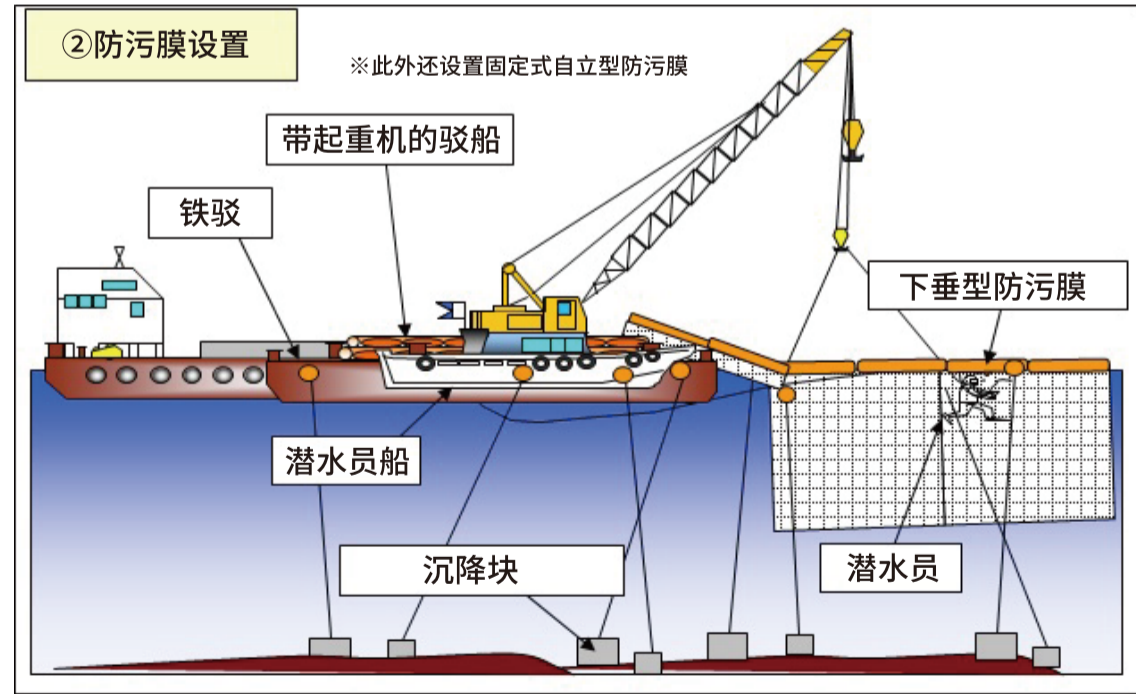 ②防污膜设置
※此外还设置固定式自立型防污膜
带起重机的驳船
铁驳
下垂型防污膜
潜水员船
沉降块
潜水员